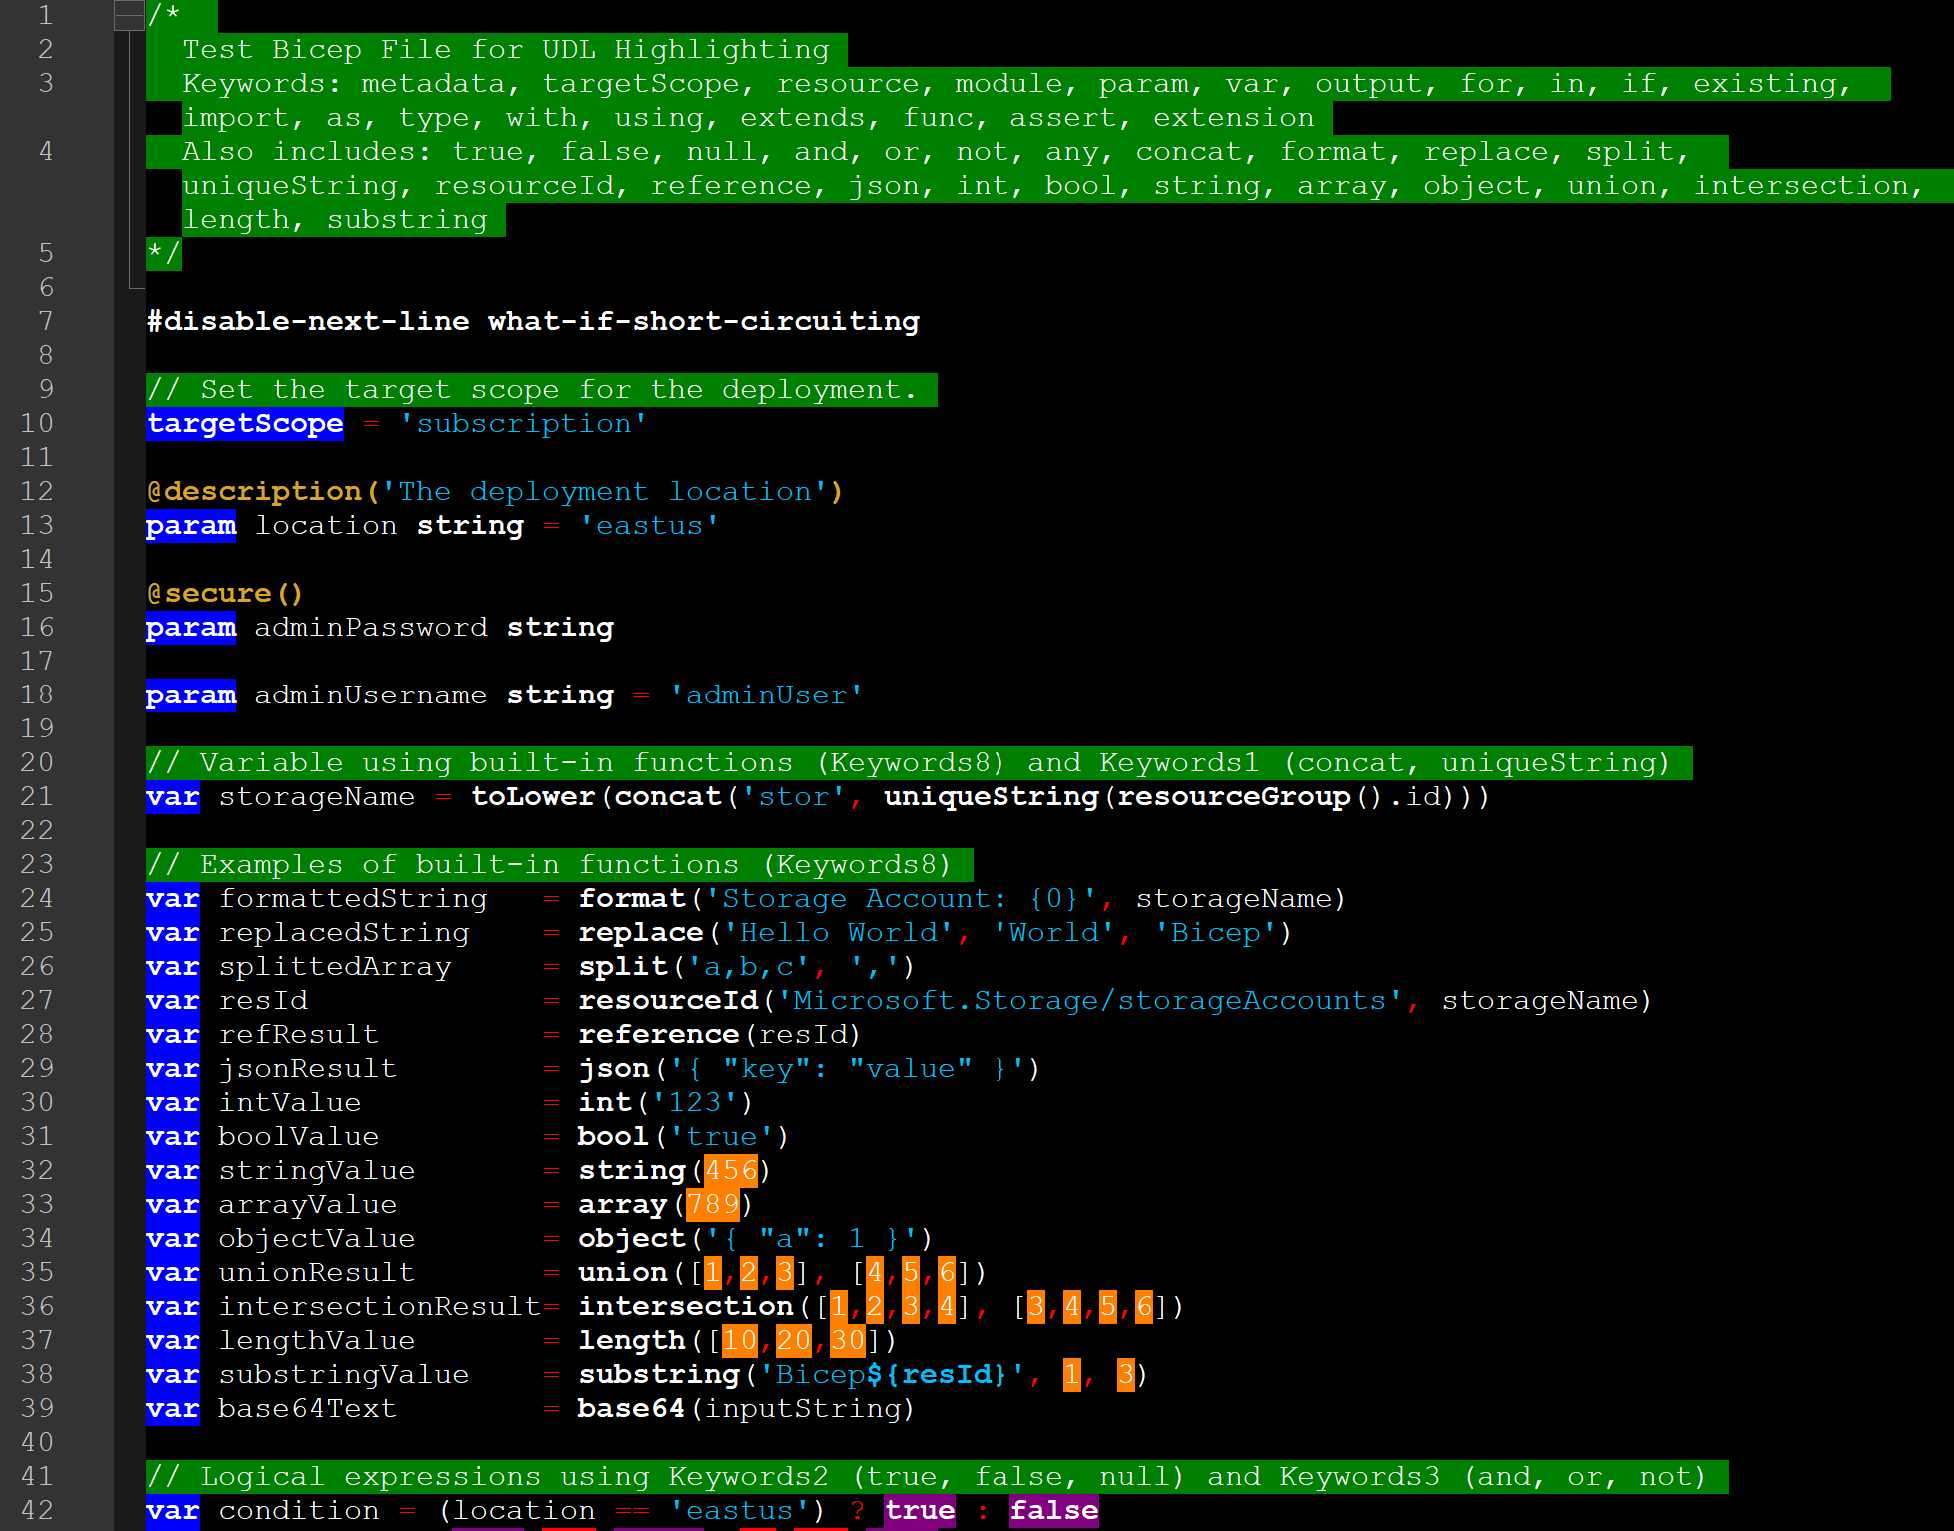 1 /*
2   Test Bicep File for UDL Highlighting
3   Keywords: metadata, targetScope, resource, module, param, var, output, for, in, if, existing,
  import, as, type, with, using, extends, func, assert, extension
4   Also includes: true, false, null, and, or, not, any, concat, format, replace, split,
  uniqueString, resourceId, reference, json, int, bool, string, array, object, union, intersection,
  length, substring
5 */
6
7 #disable-next-line what-if-short-circuiting
8
9 // Set the target scope for the deployment.
10 targetScope = 'subscription'
11
12 @description('The deployment location')
13 param location string = 'eastus'
14
15 @secure()
16 param adminPassword string
17
18 param adminUsername string = 'adminUser'
19
20 // Variable using built-in functions (Keywords8) and Keywords1 (concat, uniqueString)
21 var storageName = toLower(concat('stor', uniqueString(resourceGroup().id)))
22
23 // Examples of built-in functions (Keywords8)
24 var formattedString   = format('Storage Account: {0}', storageName)
25 var replacedString    = replace('Hello World', 'World', 'Bicep')
26 var splittedArray     = split('a,b,c', ',')
27 var resId             = resourceId('Microsoft.Storage/storageAccounts', storageName)
28 var refResult         = reference(resId)
29 var jsonResult        = json('{ "key": "value" }')
30 var intValue          = int('123')
31 var boolValue         = bool('true')
32 var stringValue       = string(456)
33 var arrayValue        = array(789)
34 var objectValue       = object('{ "a": 1 }')
35 var unionResult       = union([1,2,3], [4,5,6])
36 var intersectionResult= intersection([1,2,3,4], [3,4,5,6])
37 var lengthValue       = length([10,20,30])
38 var substringValue    = substring('Bicep${resId}', 1, 3)
39 var base64Text        = base64(inputString)
40
41 // Logical expressions using Keywords2 (true, false, null) and Keywords3 (and, or, not)
42 var condition = (location == 'eastus') ? true : false